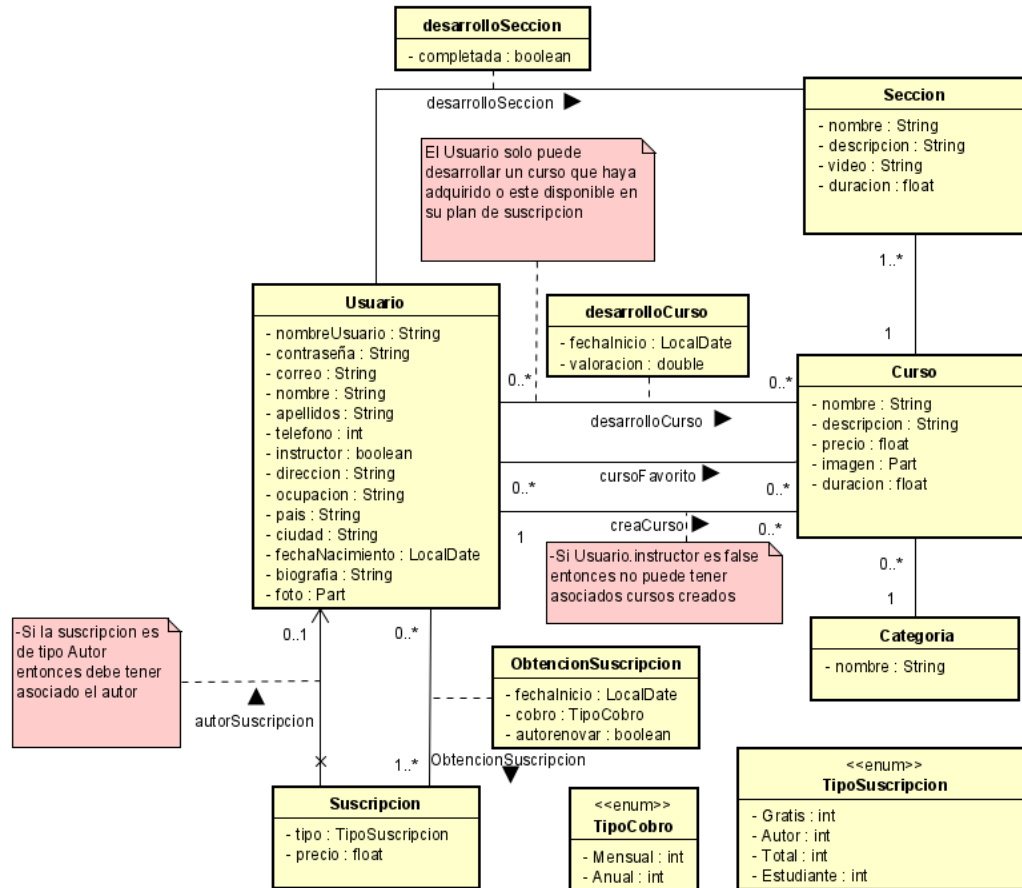 desarrolloSeccion
- completada : boolean
desarrolloSeccion
Seccion
- nombre : String
- descripcion : String
- video : String
- duracion : float
El Usuario solo puede
desarrollar un curso que haya
adquirido o este disponible en
su plan de suscripcion
1..*
1
Usuario
- nombreUsuario : String
- contraseña : String
- correo : String
- nombre : String
- apellidos : String
- telefono : int
- instructor : boolean
- direccion : String
- ocupacion : String
- pais : String
- ciudad : String
- fechaNacimiento : LocalDate
- biografia : String
- foto : Part
desarrolloCurso
- fechaInicio : LocalDate
- valoracion : double
0..*
0..*
desarrolloCurso
0..*
cursoFavorito
0..*
1
creaCurso
0..*
Curso
- nombre : String
- descripcion : String
- precio : float
- imagen : Part
- duracion : float
-Si Usuario.instructor es false
entonces no puede tener
asociados cursos creados
0..*
1
Categoria
- nombre : String
-Si la suscripcion es
de tipo Autor
entonces debe tener
asociado el autor
0..1
0..*
autorSuscripcion
ObtencionSuscripcion
- fechaInicio : LocalDate
- cobro : TipoCobro
- autorenovar : boolean
1..*
ObtencionSuscripcion
Suscripcion
- tipo : TipoSuscripcion
- precio : float
<<enum>>
TipoCobro
- Mensual : int
- Anual : int
<<enum>>
TipoSuscripcion
- Gratis : int
- Autor : int
- Total : int
- Estudiante : int